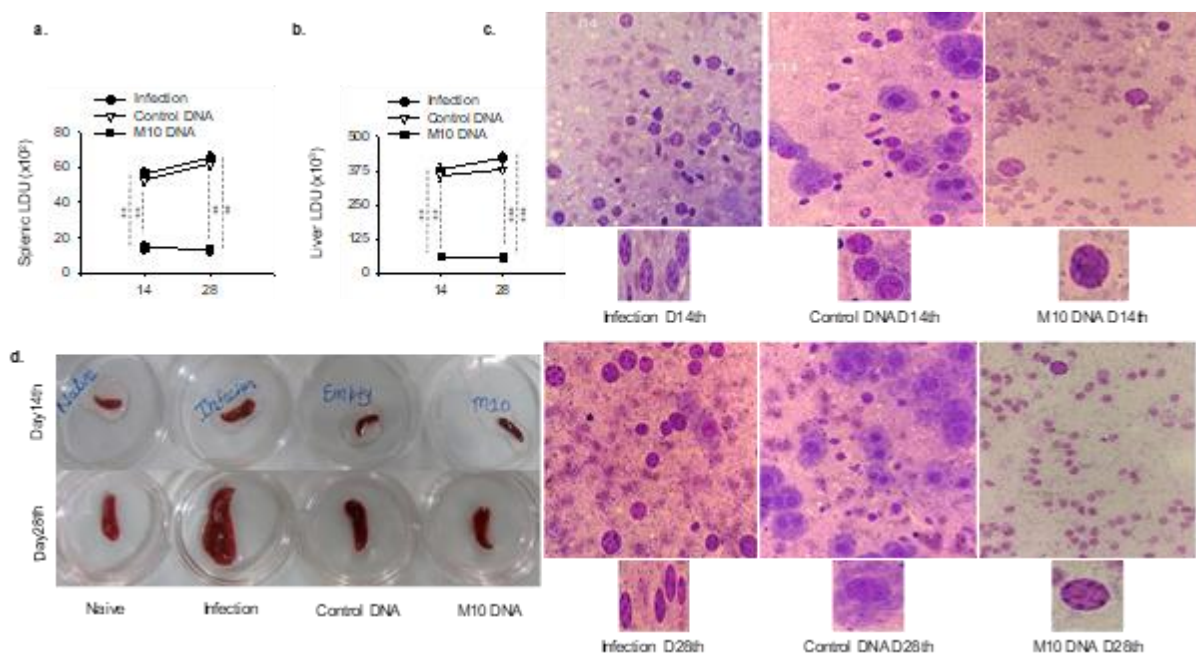 a.
Infection
Control DNA
M10 DNA
Splenic LDU (x10³)
80
60
40
20
0
14
28
b.
Infection
Control DNA
M10 DNA
Liver LDU (x10³)
500
375
250
125
0
14
28
c.
Infection D14th
Control DNA D14th
M10 DNA D14th
d.
Day14th
Infection
Empty
M10
Day28th
Naive
Infection
Control DNA
M10 DNA
Infection D28th
Control DNA D28th
M10 DNA D28th